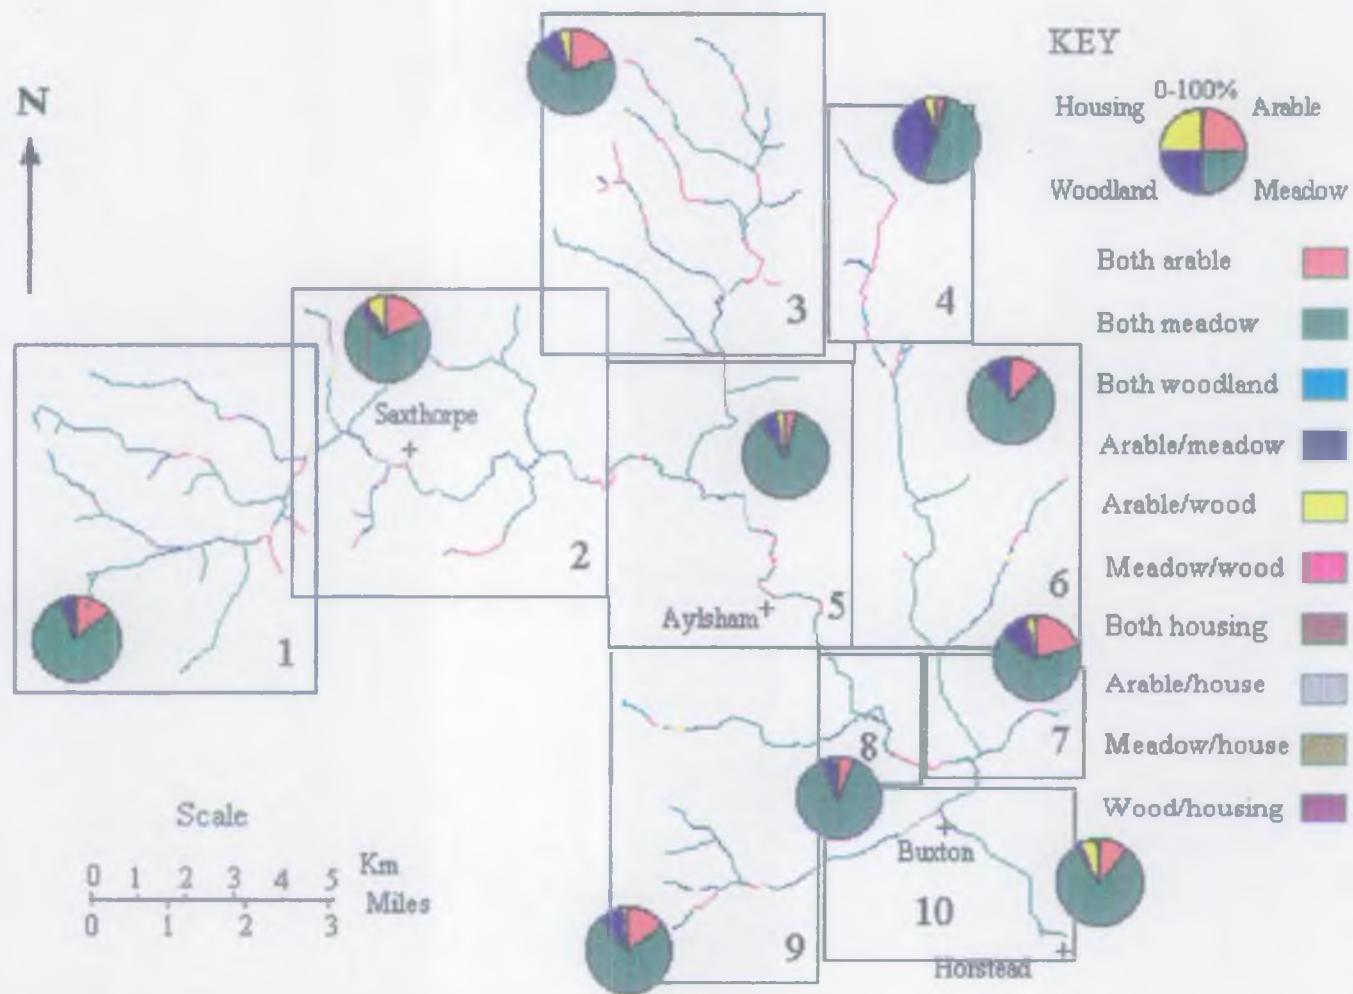 KEY
0-100%
Housing
Arable
Woodland
Meadow
Both arable
Both meadow
Both woodland
Arable/meadow
Arable/wood
Meadow/wood
Both housing
Arable/house
Meadow/house
Wood/housing
N
3
4
Saxthorpe
2
1
Aylsham
5
6
8
7
Buxton
10
9
Horstead
Scale
0 1 2 3 4 5 Km
Miles
0 1 2 3